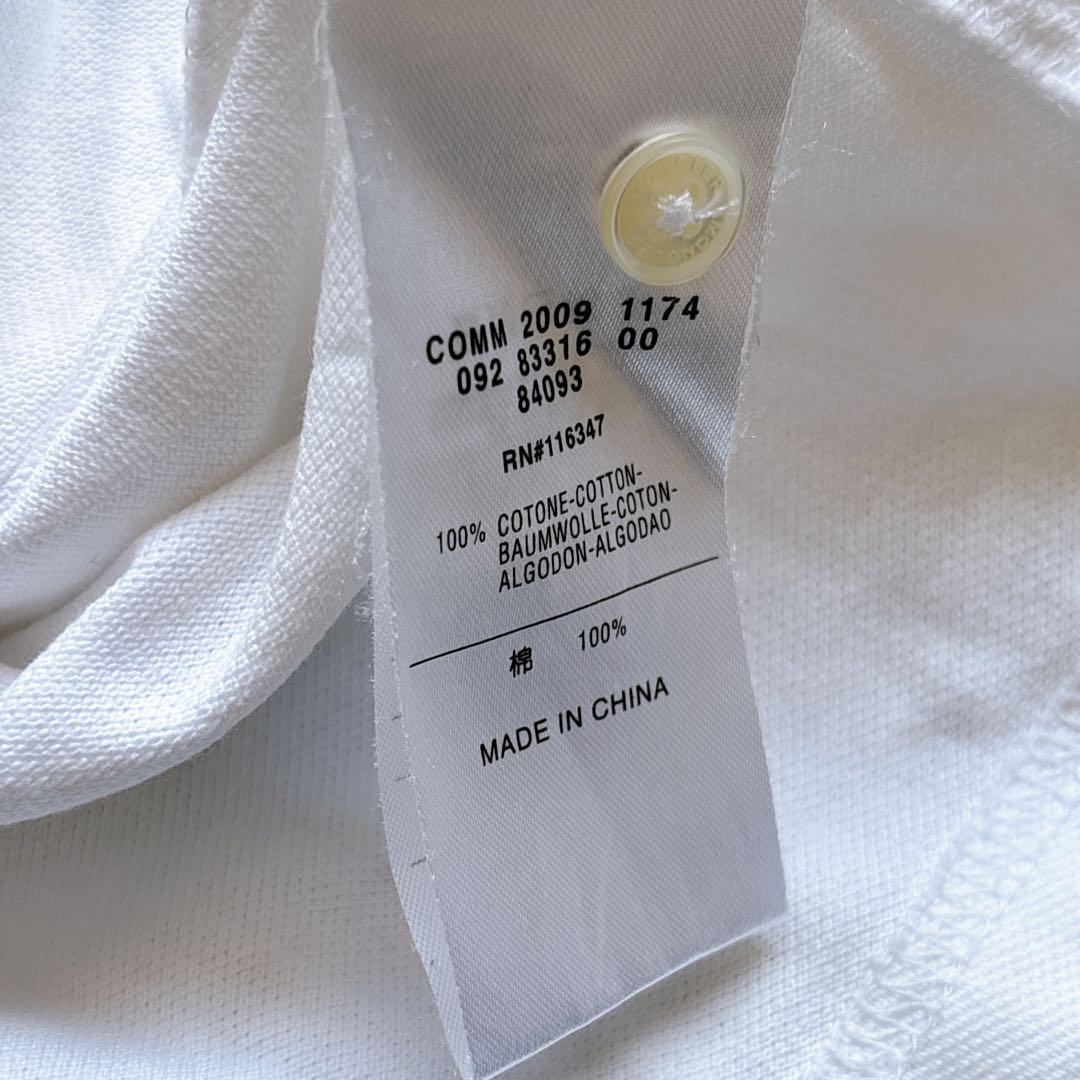 MONCLER
COMM 2009 1174
092 83316 00
84093
RN#116347
100% COTONE-COTTON-
BAUMWOLLE-COTON-
ALGODON-ALGODAO
棉 100%
MADE IN CHINA